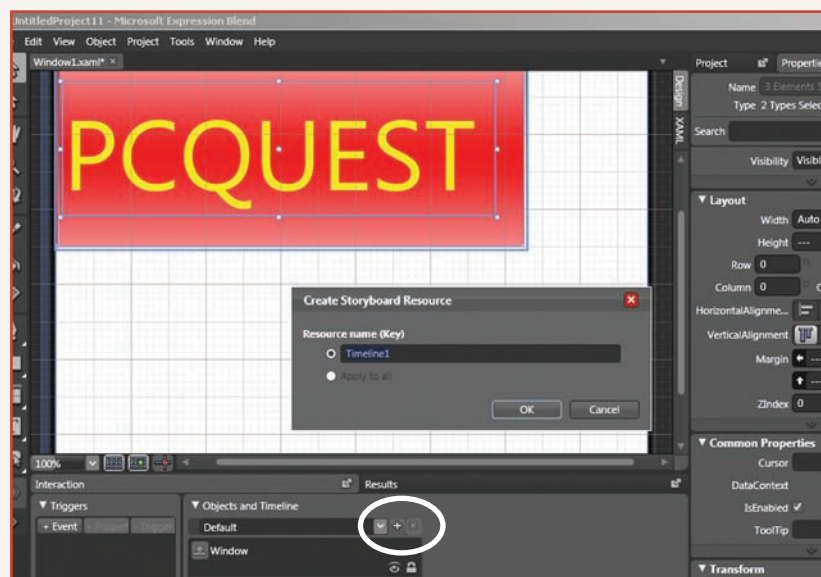 UntitledProject11 - Microsoft Expression Blend
Edit View Object Project Tools Window Help
Window1.xaml* ×
PCQUEST
Design
XAML
Create Storyboard Resource
Resource name (Key)
Timeline1
Apply to all
OK Cancel
100%
Interaction
Triggers
+ Event
Results
Objects and Timeline
Default
Window
Project
Name 3 Elements
Type 2 Types
Search
Visibility
Layout
Width Auto
Height ---
Row 0
Column 0
HorizontalAlignme...
VerticalAlignment
Margin
ZIndex 0
Common Properties
Cursor
DataContext
IsEnabled
ToolTip
Transform